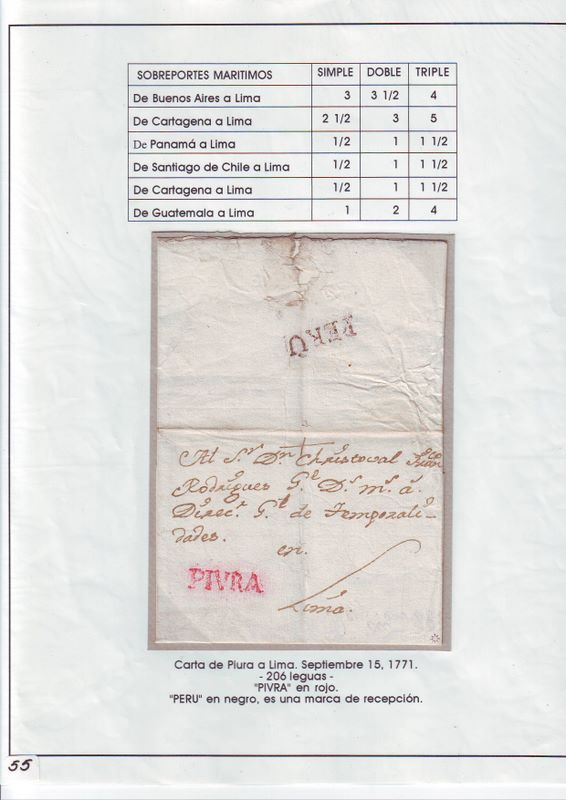 SOBREPORTES MARITIMOS SIMPLE DOBLE TRIPLE
De Buenos Aires a Lima 3 3 1/2 4
De Cartagena a Lima 2 1/2 3 5
De Panamá a Lima 1/2 1 1 1/2
De Santiago de Chile a Lima 1/2 1 1 1/2
De Cartagena a Lima 1/2 1 1 1/2
De Guatemala a Lima 1 2 4
PERU
Al S.r D.n Christoval
Rodrigues G.l D.r m.s a.
Direc.r G.l de Temporali-
dades.
en.
PIVRA
Lima.
Carta de Piura a Lima. Septiembre 15, 1771.
- 206 leguas -
"PIVRA" en rojo.
"PERU" en negro, es una marca de recepción.
55